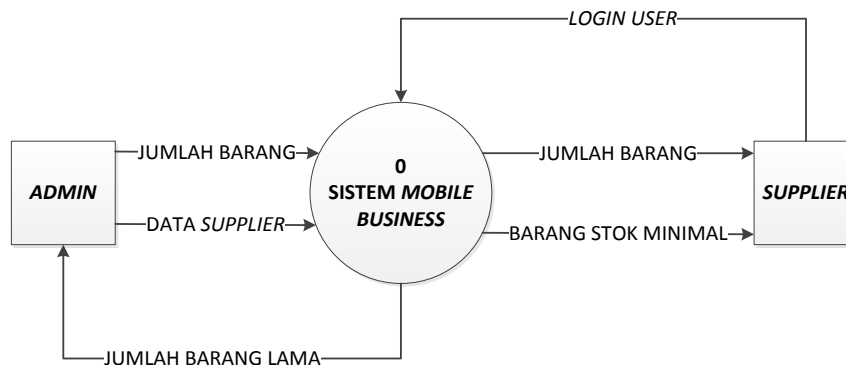 LOGIN USER
JUMLAH BARANG
JUMLAH BARANG
0
SISTEM MOBILE
BUSINESS
ADMIN
SUPPLIER
DATA SUPPLIER
BARANG STOK MINIMAL
JUMLAH BARANG LAMA